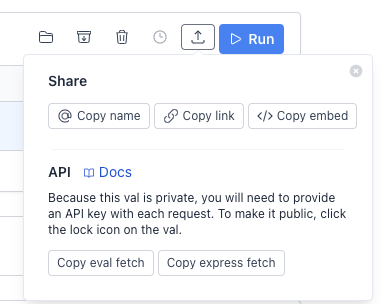 Run
Share
Copy name
Copy link
Copy embed
API
Docs
Because this val is private, you will need to provide
an API key with each request. To make it public, click
the lock icon on the val.
Copy eval fetch
Copy express fetch